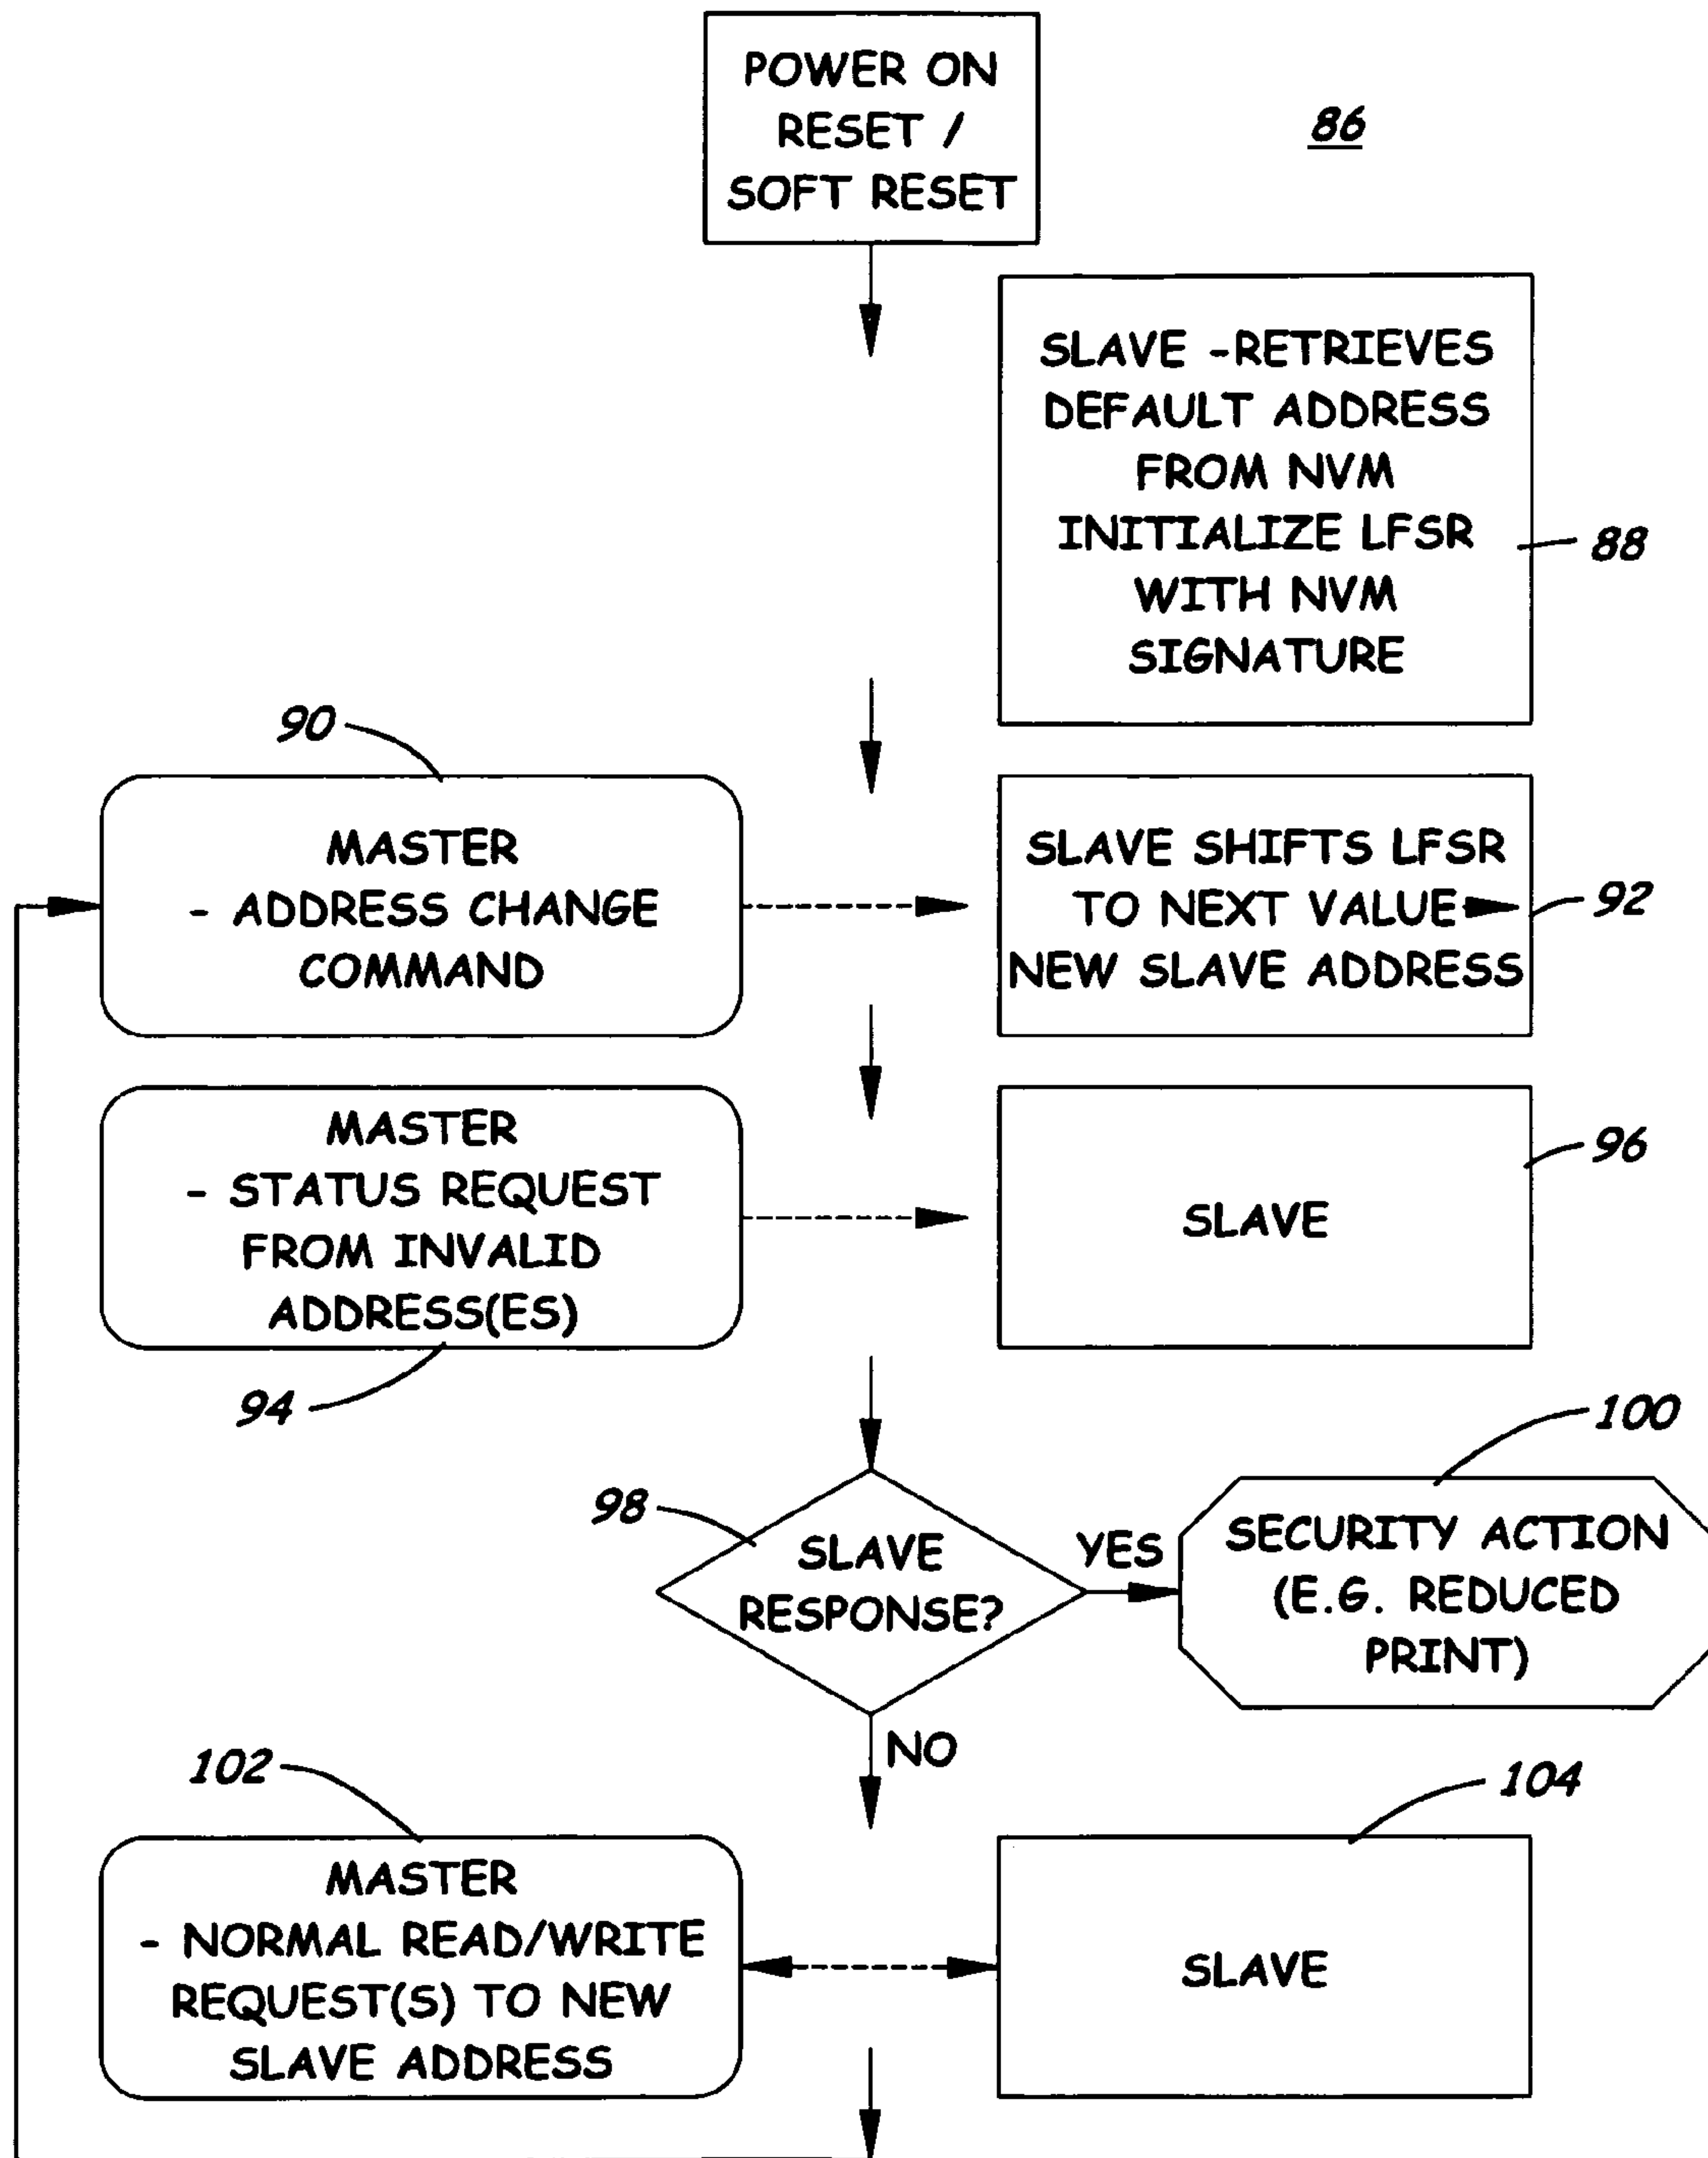 POWER ON
RESET /
SOFT RESET
86
SLAVE -RETRIEVES
DEFAULT ADDRESS
FROM NVM
INITIALIZE LFSR
WITH NVM
SIGNATURE
88
90
MASTER
- ADDRESS CHANGE
COMMAND
SLAVE SHIFTS LFSR
TO NEXT VALUE
NEW SLAVE ADDRESS
92
MASTER
- STATUS REQUEST
FROM INVALID
ADDRESS(ES)
94
SLAVE
96
98
SLAVE
RESPONSE?
YES
NO
100
SECURITY ACTION
(E.G. REDUCED
PRINT)
102
MASTER
- NORMAL READ/WRITE
REQUEST(S) TO NEW
SLAVE ADDRESS
104
SLAVE